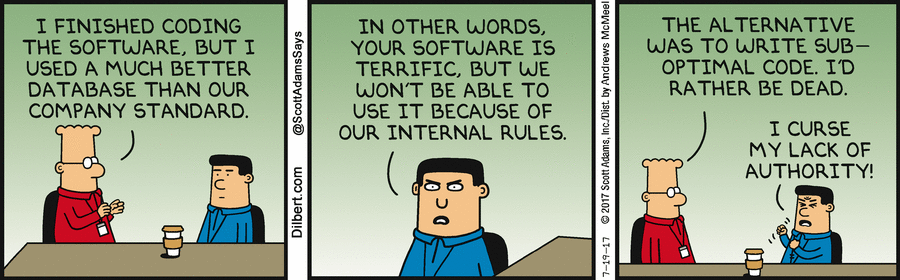 I FINISHED CODING
THE SOFTWARE, BUT I
USED A MUCH BETTER
DATABASE THAN OUR
COMPANY STANDARD.
Dilbert.com @ScottAdamsSays
IN OTHER WORDS,
YOUR SOFTWARE IS
TERRIFIC, BUT WE
WON'T BE ABLE TO
USE IT BECAUSE OF
OUR INTERNAL RULES.
7-19-17 © 2017 Scott Adams, Inc./Dist. by Andrews McMeel
THE ALTERNATIVE
WAS TO WRITE SUB-
OPTIMAL CODE. I'D
RATHER BE DEAD.
I CURSE
MY LACK OF
AUTHORITY!